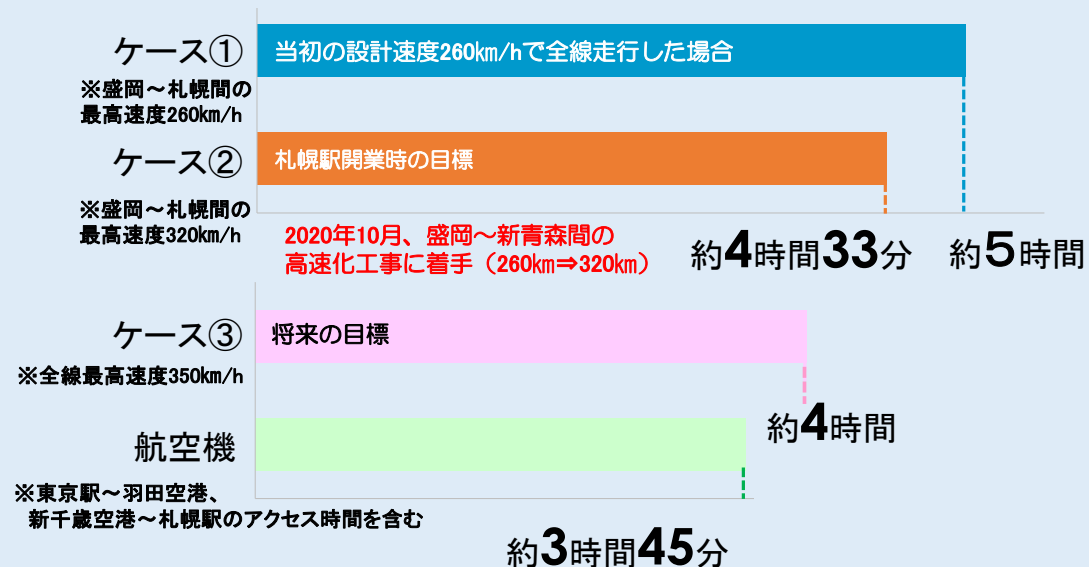 ケース①
当初の設計速度260㎞/hで全線走行した場合
※盛岡～札幌間の
最高速度260㎞/h
ケース②
札幌駅開業時の目標
※盛岡～札幌間の
最高速度320㎞/h
2020年10月、盛岡～新青森間の
高速化工事に着手（260㎞⇒320㎞）
約4時間33分
約5時間
ケース③
将来の目標
※全線最高速度350㎞/h
約4時間
航空機
※東京駅～羽田空港、
新千歳空港～札幌駅のアクセス時間を含む
約3時間45分